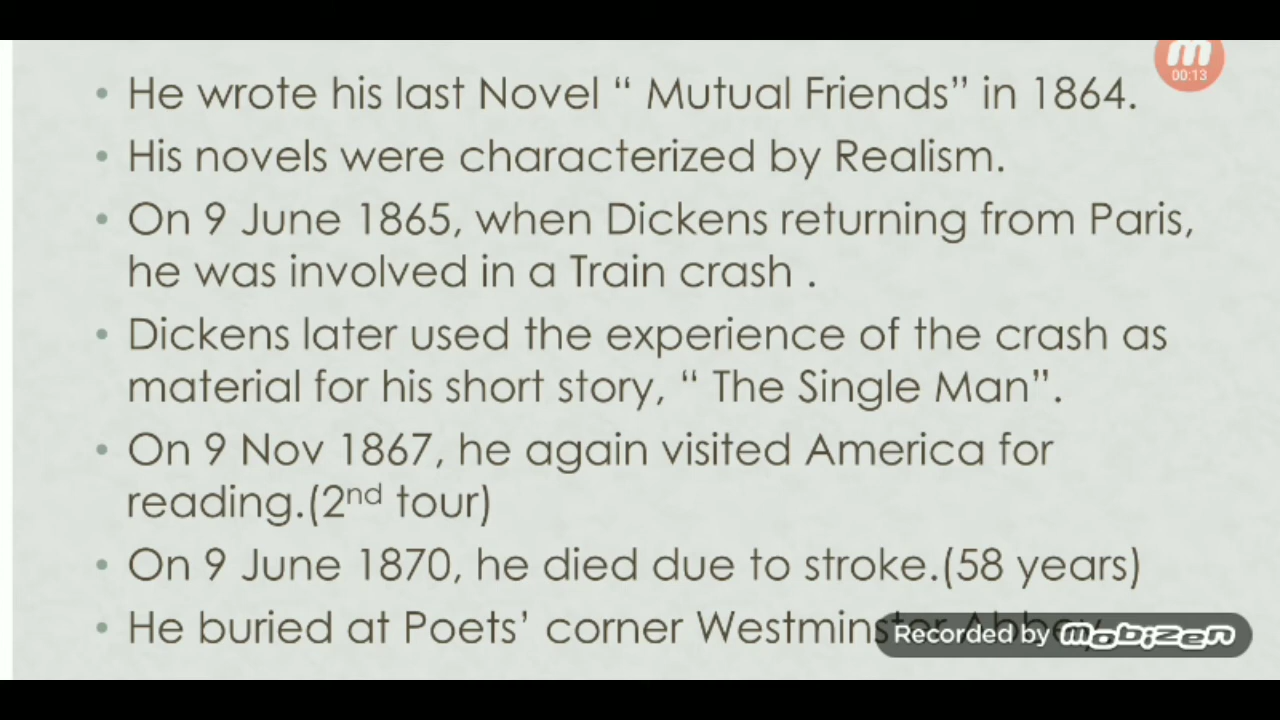 M
00:13
• He wrote his last Novel “ Mutual Friends” in 1864.
• His novels were characterized by Realism.
• On 9 June 1865, when Dickens returning from Paris,
he was involved in a Train crash .
• Dickens later used the experience of the crash as
material for his short story, “ The Single Man”.
• On 9 Nov 1867, he again visited America for
reading.(2nd tour)
• On 9 June 1870, he died due to stroke.(58 years)
• He buried at Poets’ corner Westminster Abbey.
Recorded by mobizen